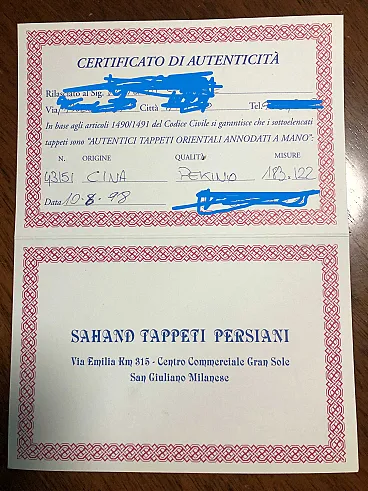 CERTIFICATO DI AUTENTICITÀ
Rilasciato al Sig.
Via Città Tel.
In base agli articoli 1490/1491 del Codice Civile si garantisce che i sottoelencati
tappeti sono "AUTENTICI TAPPETI ORIENTALI ANNODATI A MANO":
N. ORIGINE QUALITÀ MISURE
43151 CINA PEKINO 183.122
Data 10.8.98
SAHAND TAPPETI PERSIANI
Via Emilia Km 315 - Centro Commerciale Gran Sole
San Giuliano Milanese